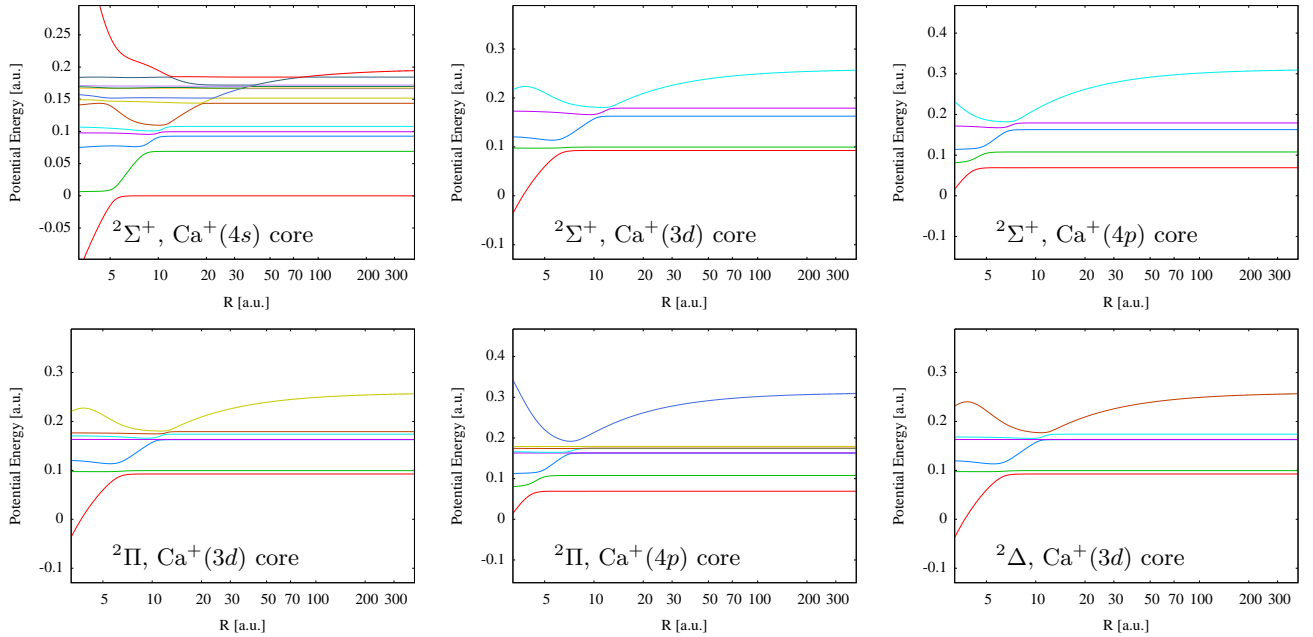 0.25
0.2
0.15
0.1
0.05
0
-0.05
Potential Energy [a.u.]
²Σ⁺, Ca⁺(4s) core
5 10 20 30 50 70 100 200 300
R [a.u.]
0.3
0.2
0.1
0
-0.1
Potential Energy [a.u.]
²Σ⁺, Ca⁺(3d) core
5 10 20 30 50 70 100 200 300
R [a.u.]
0.4
0.3
0.2
0.1
0
-0.1
Potential Energy [a.u.]
²Σ⁺, Ca⁺(4p) core
5 10 20 30 50 70 100 200 300
R [a.u.]
0.3
0.2
0.1
0
-0.1
Potential Energy [a.u.]
²Π, Ca⁺(3d) core
5 10 20 30 50 70 100 200 300
R [a.u.]
0.4
0.3
0.2
0.1
0
-0.1
Potential Energy [a.u.]
²Π, Ca⁺(4p) core
5 10 20 30 50 70 100 200 300
R [a.u.]
0.3
0.2
0.1
0
-0.1
Potential Energy [a.u.]
²Δ, Ca⁺(3d) core
5 10 20 30 50 70 100 200 300
R [a.u.]